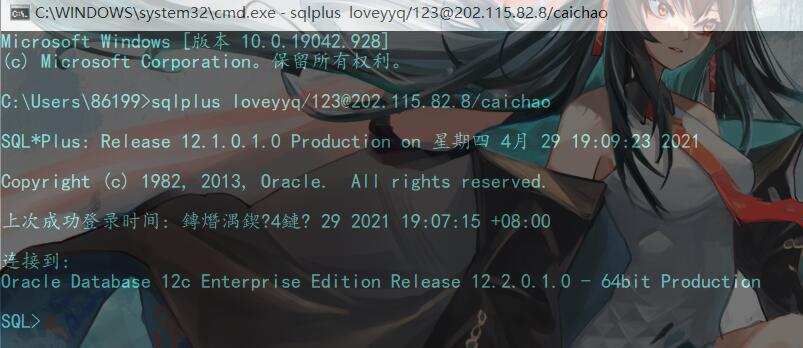 C:\WINDOWS\system32\cmd.exe - sqlplus loveyyq/123@202.115.82.8/caichao
Microsoft Windows [版本 10.0.19042.928]
(c) Microsoft Corporation。保留所有权利。
C:\Users\86199>sqlplus loveyyq/123@202.115.82.8/caichao
SQL*Plus: Release 12.1.0.1.0 Production on 星期四 4月 29 19:09:23 2021
Copyright (c) 1982, 2013, Oracle.  All rights reserved.
上次成功登录时间: 鏄熸湡鍥?4鏈? 29 2021 19:07:15 +08:00
连接到:
Oracle Database 12c Enterprise Edition Release 12.2.0.1.0 - 64bit Production
SQL>